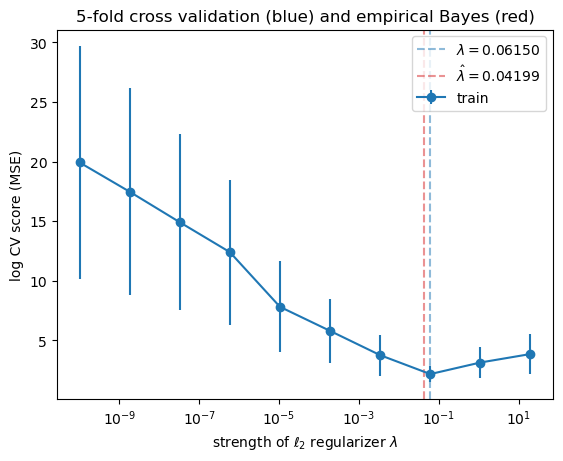 5-fold cross validation (blue) and empirical Bayes (red)
λ = 0.06150
λ̂ = 0.04199
train
log CV score (MSE)
30
25
20
15
10
5
10⁻⁹
10⁻⁷
10⁻⁵
10⁻³
10⁻¹
10¹
strength of ℓ₂ regularizer λ